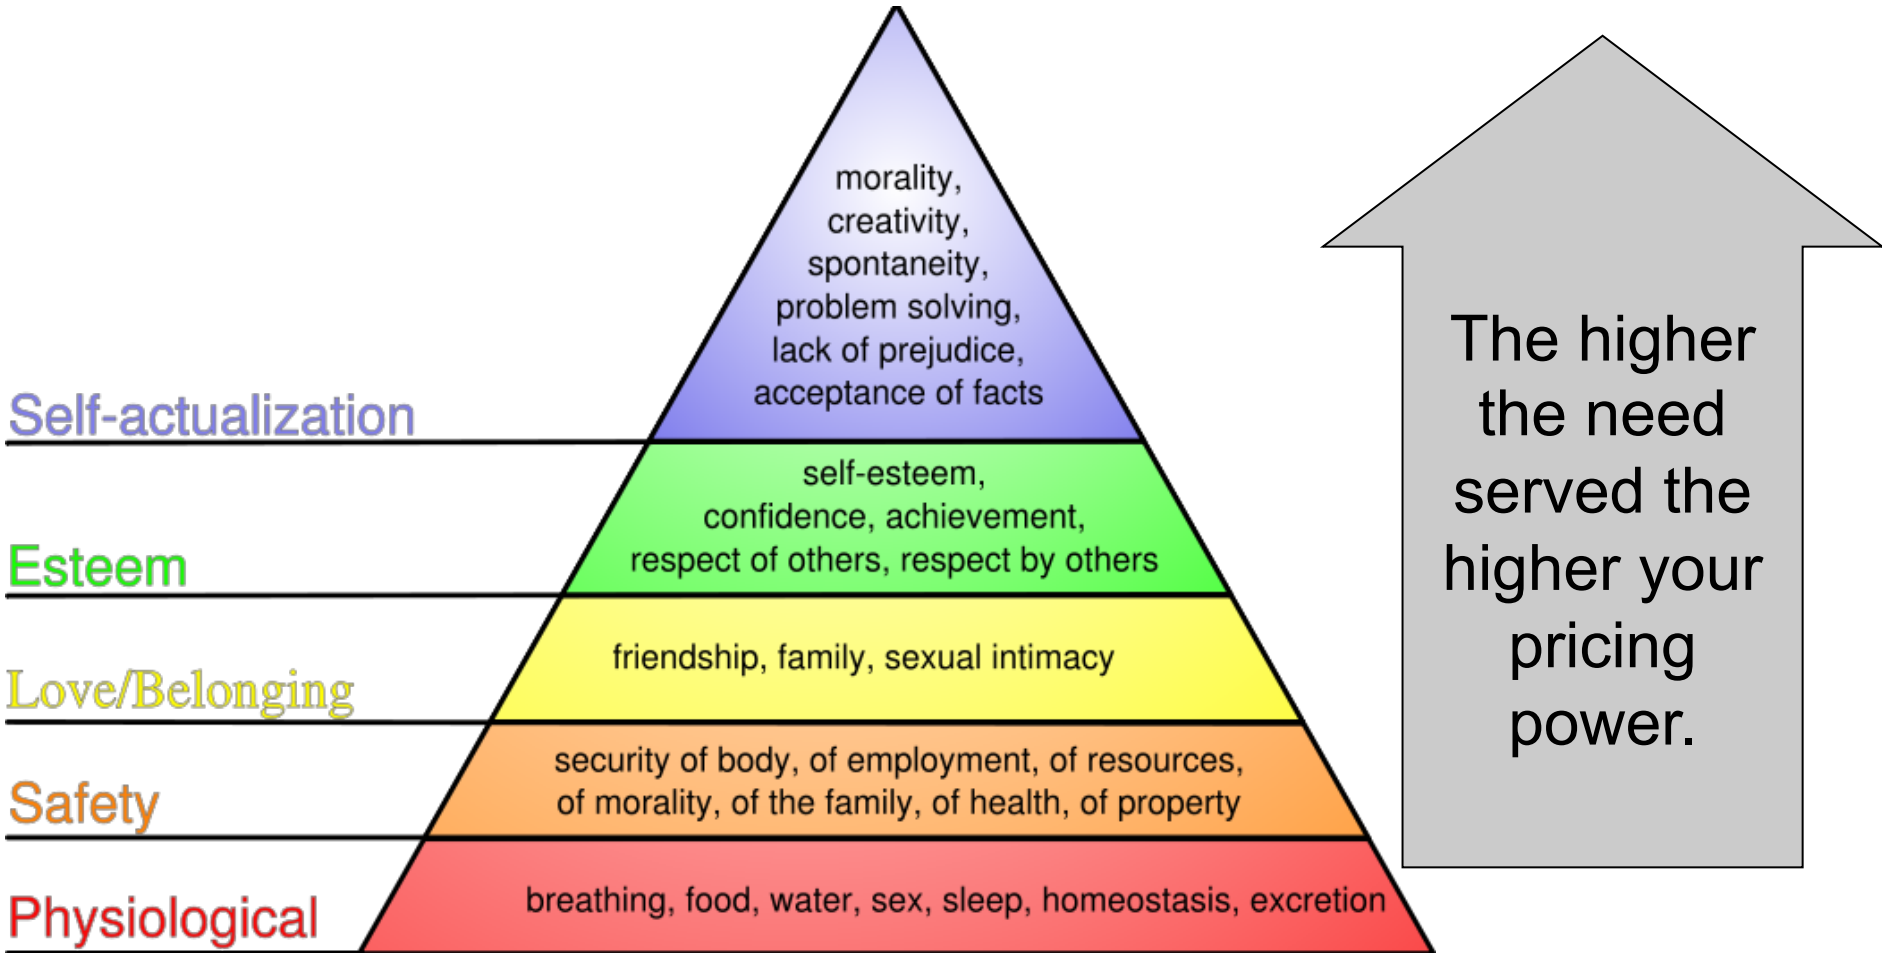 morality,
creativity,
spontaneity,
problem solving,
lack of prejudice,
acceptance of facts
Self-actualization
self-esteem,
confidence, achievement,
respect of others, respect by others
Esteem
friendship, family, sexual intimacy
Love/Belonging
security of body, of employment, of resources,
of morality, of the family, of health, of property
Safety
breathing, food, water, sex, sleep, homeostasis, excretion
Physiological
The higher
the need
served the
higher your
pricing
power.